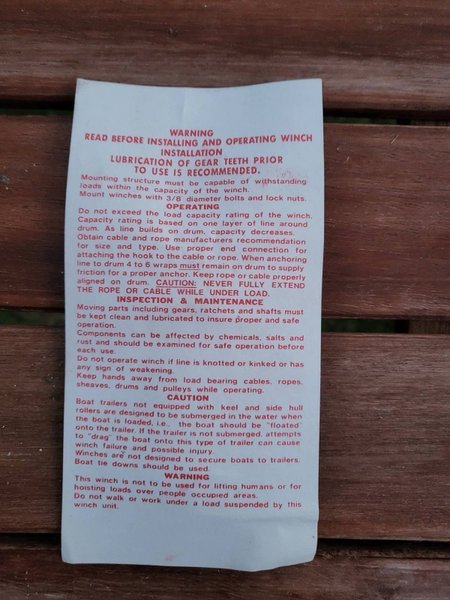 WARNING
READ BEFORE INSTALLING AND OPERATING WINCH
INSTALLATION
LUBRICATION OF GEAR TEETH PRIOR
TO USE IS RECOMMENDED.
Mounting structure must be capable of withstanding
loads within the capacity of the winch.
Mount winches with 3/8 diameter bolts and lock nuts.
OPERATING
Do not exceed the load capacity rating of the winch.
Capacity rating is based on one layer of line around
drum. As line builds on drum, capacity decreases.
Obtain cable and rope manufacturers recommendation
for size and type. Use proper end connection for
attaching the hook to the cable or rope. When anchoring
line to drum 4 to 6 wraps must remain on drum to supply
friction for a proper anchor. Keep rope or cable properly
aligned on drum. CAUTION: NEVER FULLY EXTEND
THE ROPE OR CABLE WHILE UNDER LOAD.
INSPECTION & MAINTENANCE
Moving parts including gears, ratchets and shafts must
be kept clean and lubricated to insure proper and safe
operation.
Components can be affected by chemicals, salts and
rust and should be examined for safe operation before
each use.
Do not operate winch if line is knotted or kinked or has
any sign of weakening.
Keep hands away from load bearing cables, ropes,
sheaves, drums and pulleys while operating.
CAUTION
Boat trailers not equipped with keel and side hull
rollers are designed to be submerged in the water when
the boat is loaded, i.e., the boat should be "floated"
onto the trailer. If the trailer is not submerged, attempts
to "drag" the boat onto this type of trailer can cause
winch failure and possible injury.
Winches are not designed to secure boats to trailers.
Boat tie downs should be used.
WARNING
This winch is not to be used for lifting humans or for
hoisting loads over people occupied areas.
Do not walk or work under a load suspended by this
winch unit.